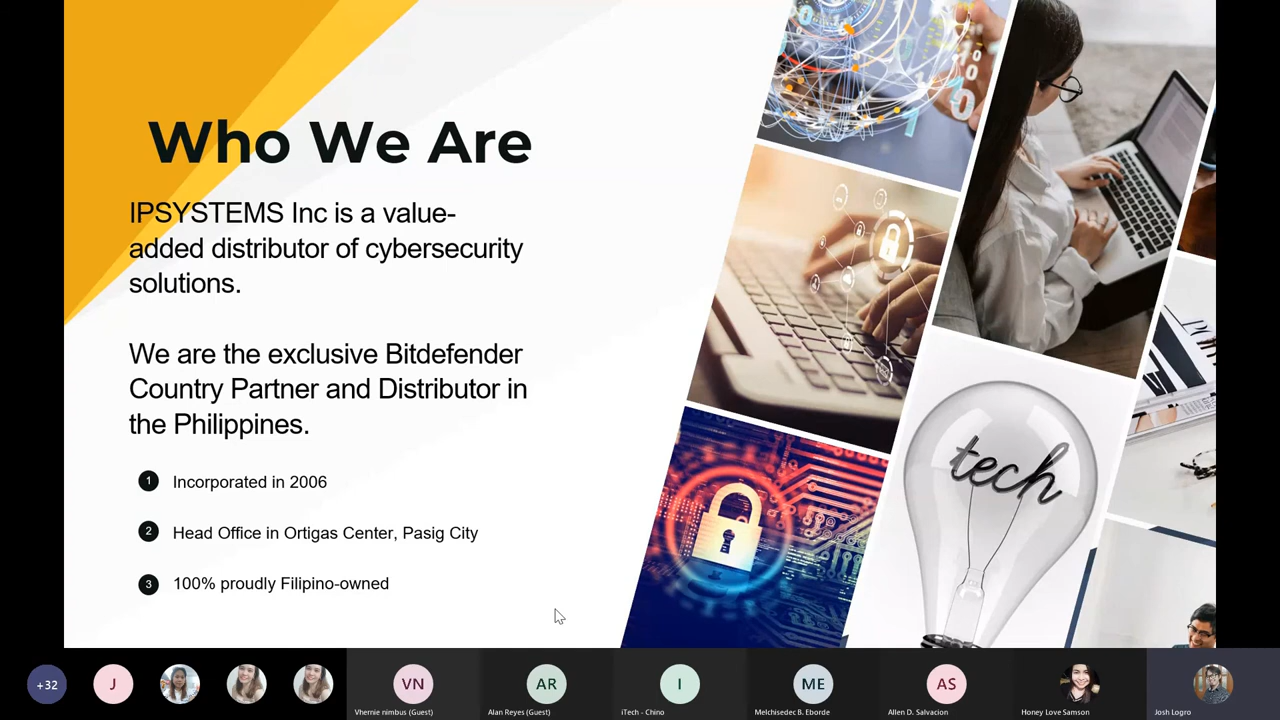 Who We Are
IPSYSTEMS Inc is a value-
added distributor of cybersecurity
solutions.
We are the exclusive Bitdefender
Country Partner and Distributor in
the Philippines.
1 Incorporated in 2006
2 Head Office in Ortigas Center, Pasig City
3 100% proudly Filipino-owned
tech
+32
J
VN
AR
I
ME
AS
Vhernie nimbus (Guest)
Alan Reyes (Guest)
iTech - Chino
Melchisedec B. Eborde
Allen D. Salvacion
Honey Love Samson
Josh Logro